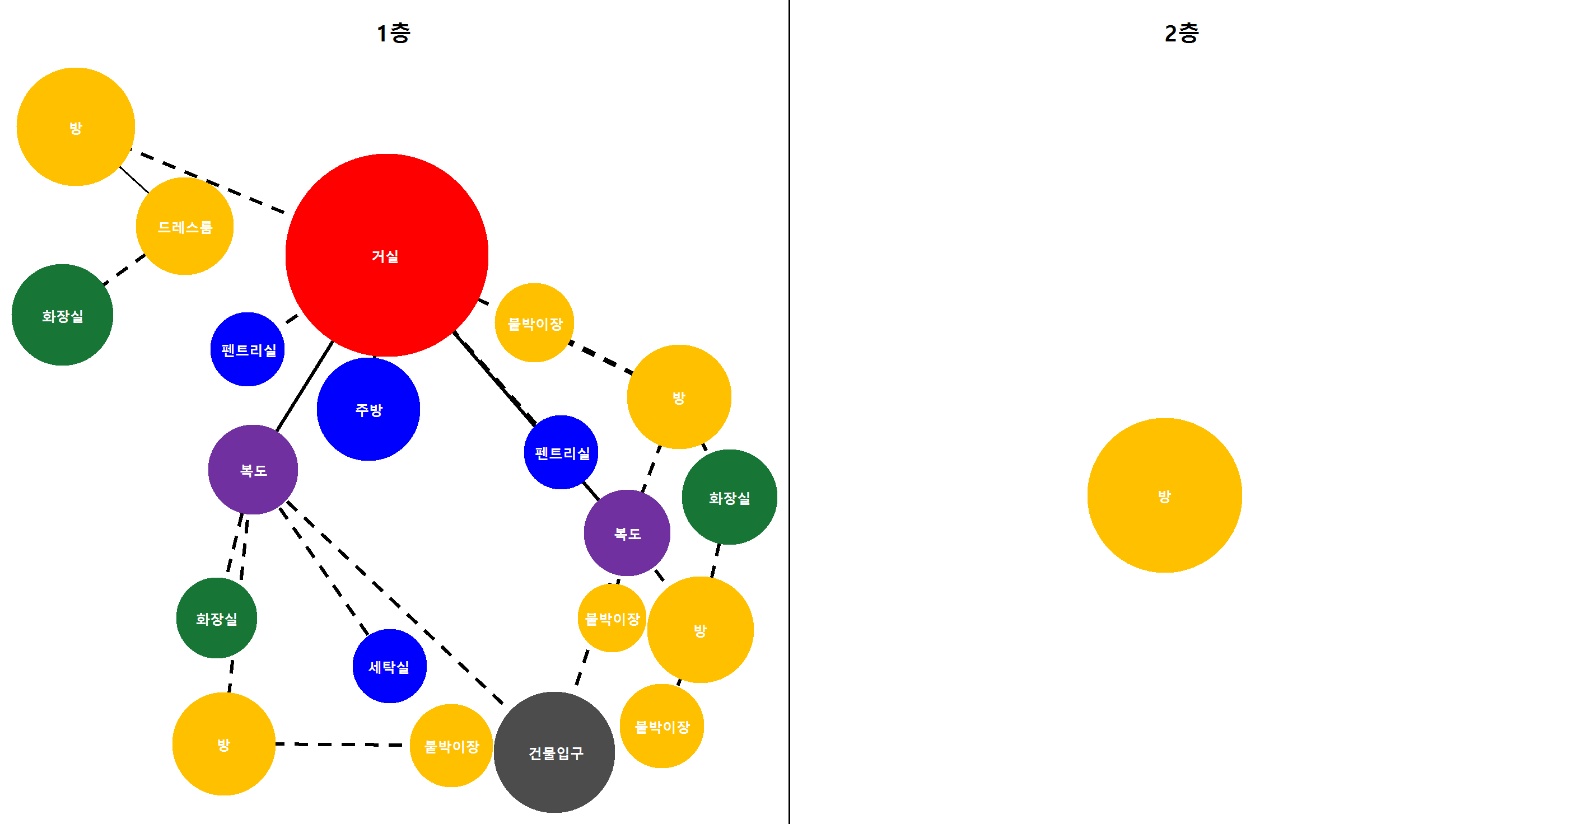 1층
방
드레스룸
화장실
거실
펜트리실
주방
붙박이장
방
펜트리실
복도
화장실
복도
화장실
붙박이장
방
세탁실
방
붙박이장
건물입구
붙박이장
2층
방